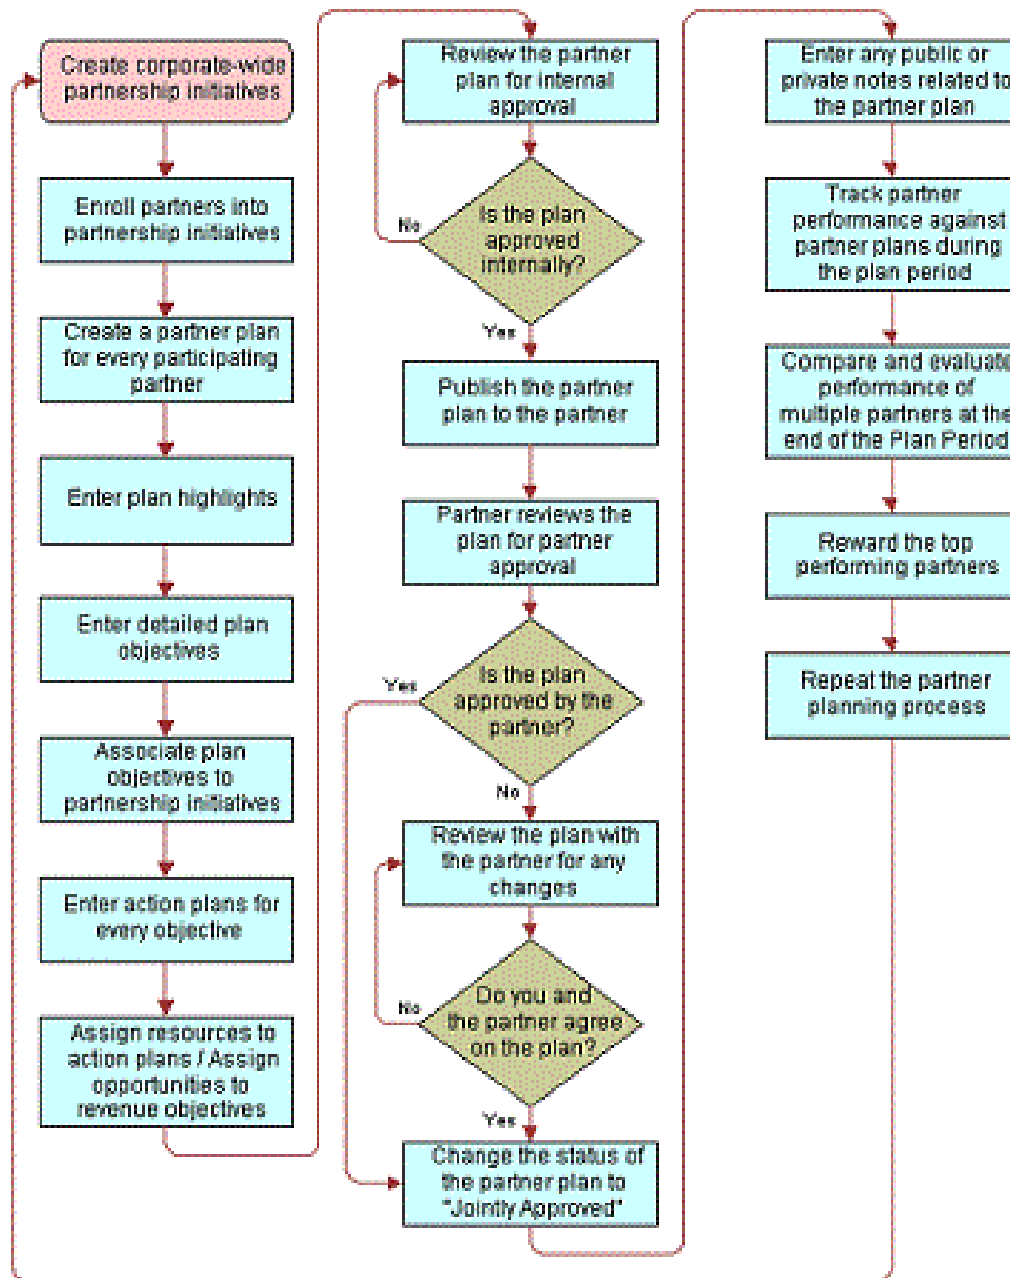 Create corporate-wide
partnership initiatives
Enroll partners into
partnership initiatives
Create a partner plan
for every participating
partner
Enter plan highlights
Enter detailed plan
objectives
Associate plan
objectives to
partnership initiatives
Enter action plans for
every objective
Assign resources to
action plans / Assign
opportunities to
revenue objectives
Review the partner
plan for internal
approval
Is the plan
approved
internally?
No
Yes
Publish the partner
plan to the partner
Partner reviews the
plan for partner
approval
Is the plan
approved by the
partner?
Yes
No
Review the plan with
the partner for any
changes
Do you and
the partner agree
on the plan?
No
Yes
Change the status of
the partner plan to
"Jointly Approved"
Enter any public or
private notes related to
the partner plan
Track partner
performance against
partner plans during
the plan period
Compare and evaluate
performance of
multiple partners at the
end of the Plan Period
Reward the top
performing partners
Repeat the partner
planning process